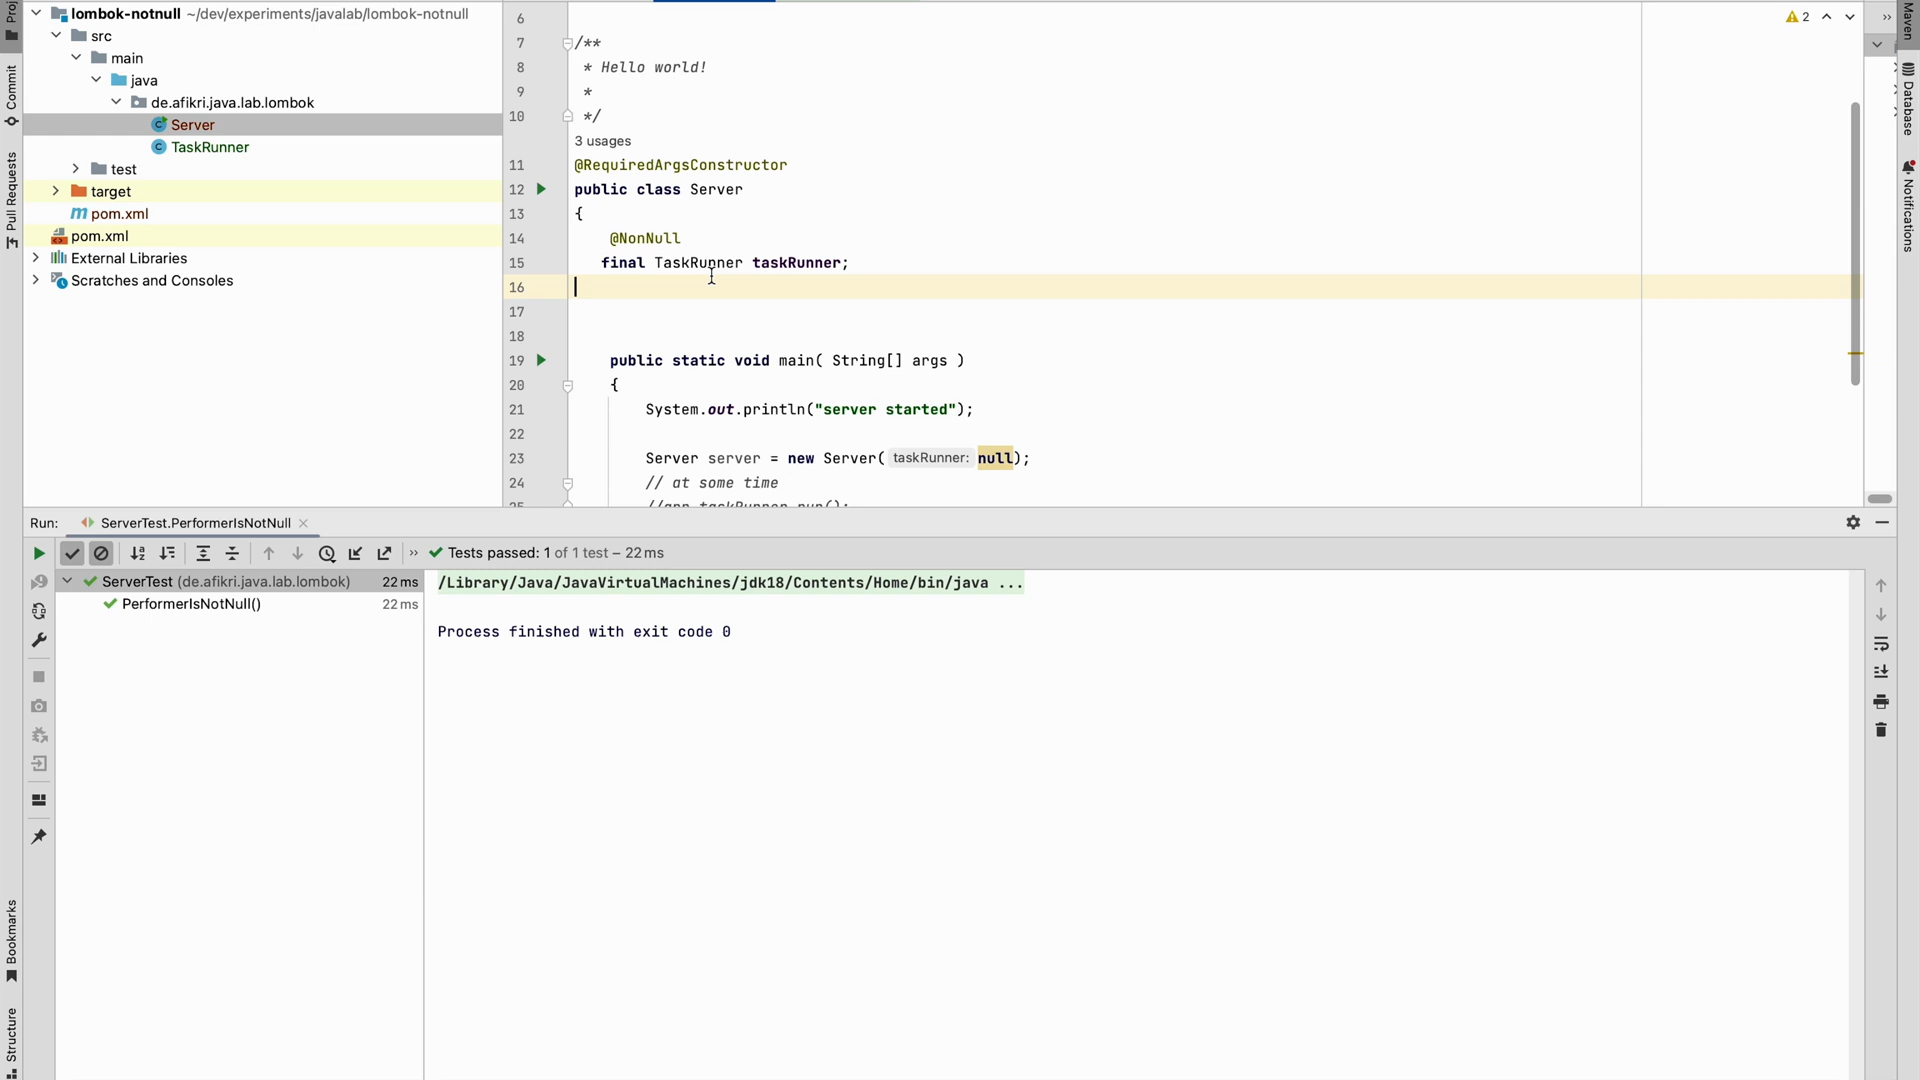 Proj
Commit
Pull Requests
Bookmarks
Structure
lombok-notnull ~/dev/experiments/javalab/lombok-notnull
src
main
java
de.afikri.java.lab.lombok
Server
TaskRunner
test
target
pom.xml
pom.xml
External Libraries
Scratches and Consoles
6
7 /**
8 * Hello world!
9 *
10 */
3 usages
11 @RequiredArgsConstructor
12 public class Server
13 {
14 @NonNull
15 final TaskRunner taskRunner;
16
17
18
19 public static void main( String[] args )
20 {
21 System.out.println("server started");
22
23 Server server = new Server( taskRunner: null);
24 // at some time
25 //app.taskRunner.run();
2
Maven
Database
Notifications
Run: ServerTest.PerformerIsNotNull
Tests passed: 1 of 1 test – 22 ms
ServerTest (de.afikri.java.lab.lombok) 22 ms
PerformerIsNotNull() 22 ms
/Library/Java/JavaVirtualMachines/jdk18/Contents/Home/bin/java ...
Process finished with exit code 0